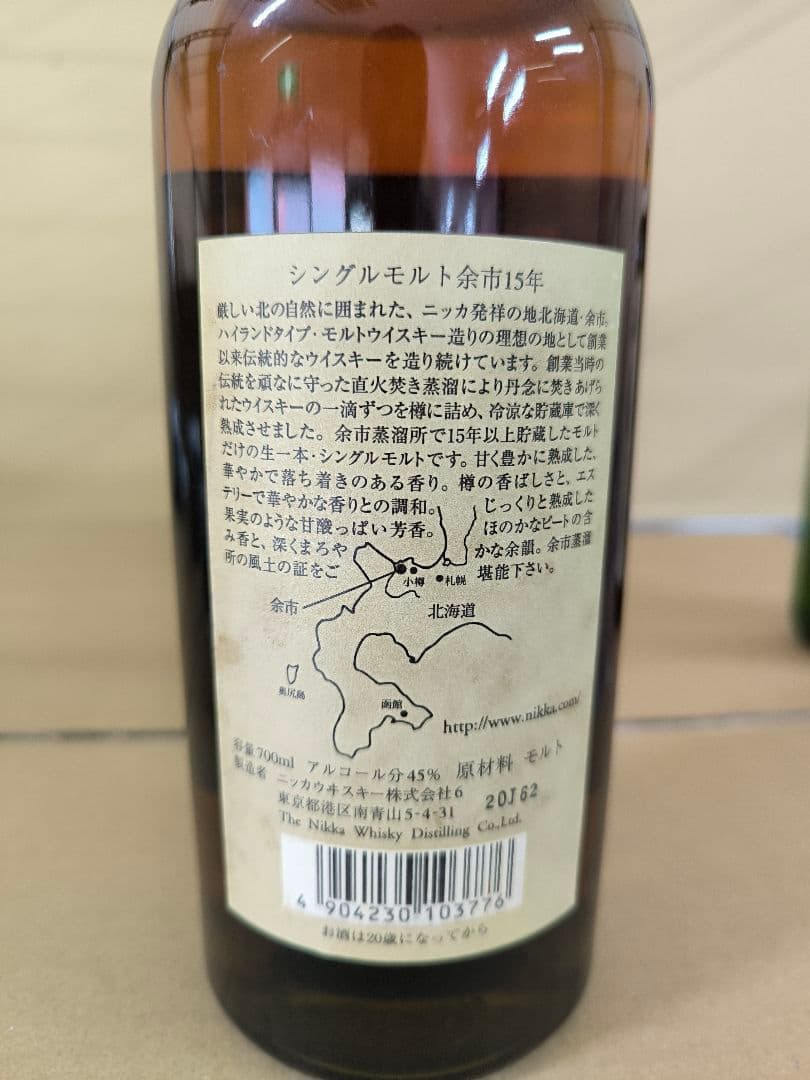 シングルモルト余市15年
厳しい北の自然に囲まれた、ニッカ発祥の地北海道・余市。
ハイランドタイプ・モルトウイスキー造りの理想の地として創業
以来伝統的なウイスキーを造り続けています。創業当時の
伝統を頑なに守った直火焚き蒸溜により丹念に焚きあげら
れたウイスキーの一滴ずつを樽に詰め、冷涼な貯蔵庫で深く
熟成させました。余市蒸溜所で15年以上貯蔵したモルト
だけの生一本・シングルモルトです。甘く豊かに熟成した、
華やかで落ち着きのある香り。樽の香ばしさと、エス
テリーで華やかな香りとの調和。じっくりと熟成した
果実のような甘酸っぱい芳香。ほのかなピートの含
み香と、深くまろやかな余韻。余市蒸溜
所の風土の証をご堪能下さい。
小樽
札幌
余市
北海道
奥尻島
函館
http://www.nikka.com/
容量700ml アルコール分45% 原材料 モルト
製造者 ニッカウヰスキー株式会社6
東京都港区南青山5-4-31
20J62
The Nikka Whisky Distilling Co.,Ltd.
4 904230 103776
お酒は20歳になってから